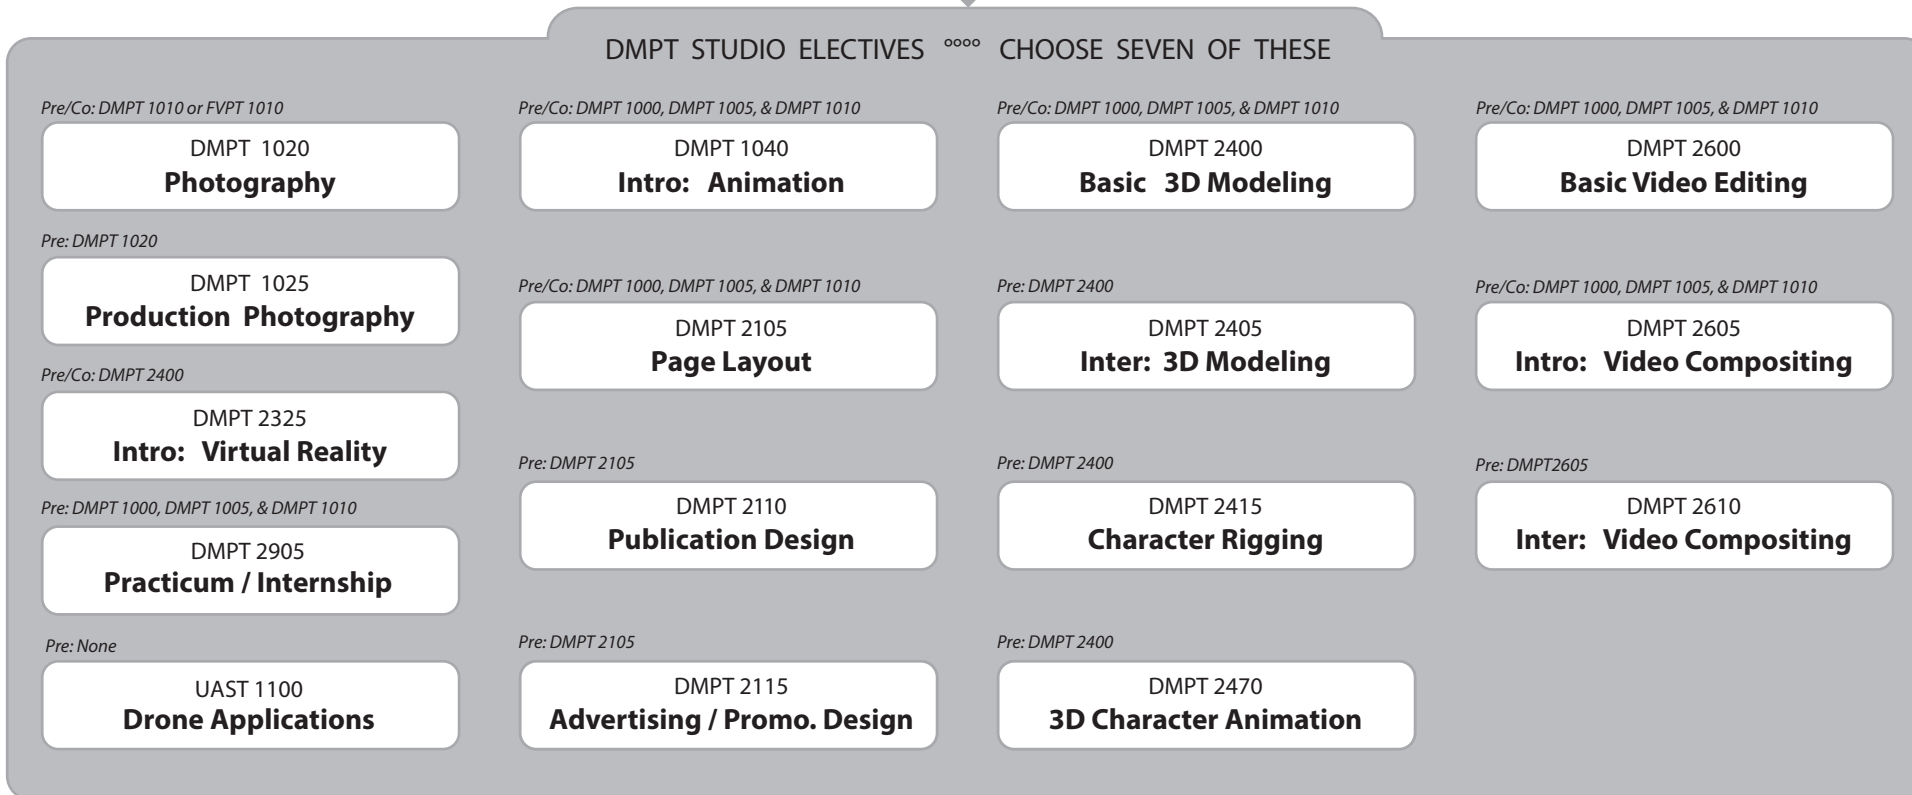 DMPT STUDIO ELECTIVES °°°° CHOOSE SEVEN OF THESE
Pre/Co: DMPT 1010 or FVPT 1010
DMPT 1020
Photography
Pre: DMPT 1020
DMPT 1025
Production Photography
Pre/Co: DMPT 2400
DMPT 2325
Intro: Virtual Reality
Pre: DMPT 1000, DMPT 1005, & DMPT 1010
DMPT 2905
Practicum / Internship
Pre: None
UAST 1100
Drone Applications
Pre/Co: DMPT 1000, DMPT 1005, & DMPT 1010
DMPT 1040
Intro: Animation
Pre/Co: DMPT 1000, DMPT 1005, & DMPT 1010
DMPT 2105
Page Layout
Pre: DMPT 2105
DMPT 2110
Publication Design
Pre: DMPT 2105
DMPT 2115
Advertising / Promo. Design
Pre/Co: DMPT 1000, DMPT 1005, & DMPT 1010
DMPT 2400
Basic 3D Modeling
Pre: DMPT 2400
DMPT 2405
Inter: 3D Modeling
Pre: DMPT 2400
DMPT 2415
Character Rigging
Pre: DMPT 2400
DMPT 2470
3D Character Animation
Pre/Co: DMPT 1000, DMPT 1005, & DMPT 1010
DMPT 2600
Basic Video Editing
Pre/Co: DMPT 1000, DMPT 1005, & DMPT 1010
DMPT 2605
Intro: Video Compositing
Pre: DMPT2605
DMPT 2610
Inter: Video Compositing